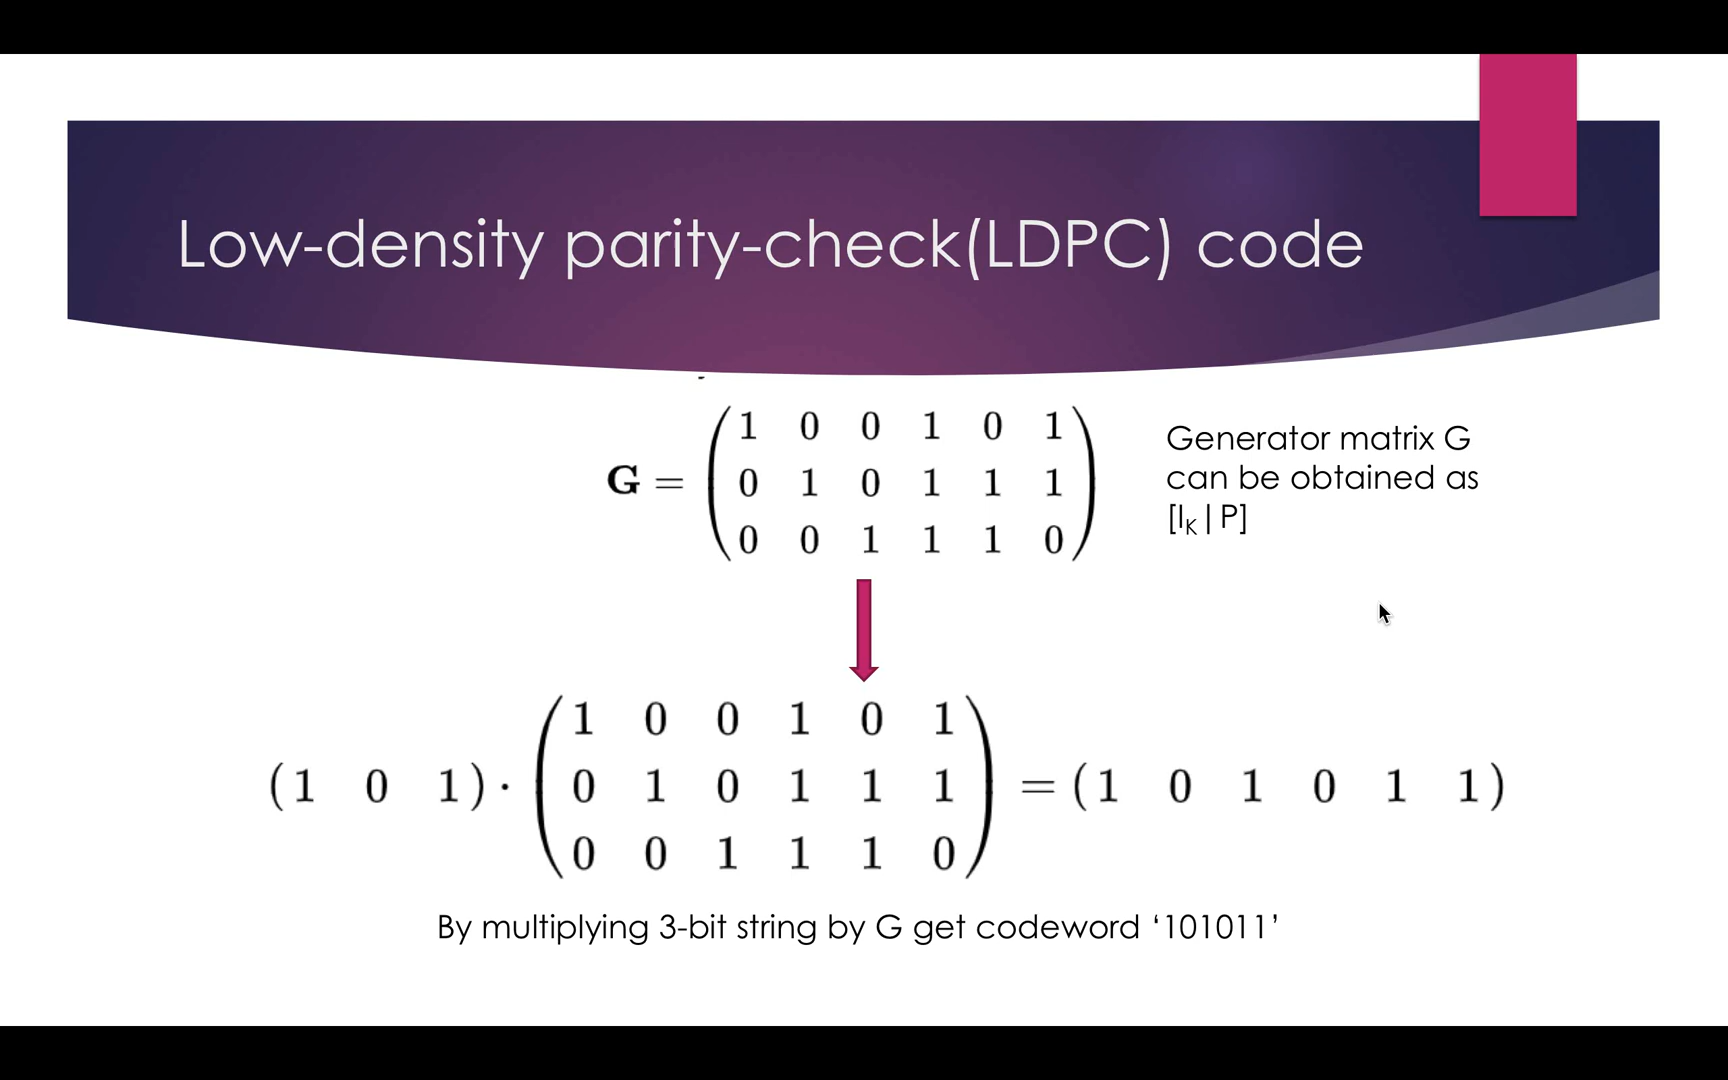 Low-density parity-check(LDPC) code
G = (1 0 0 1 0 1
0 1 0 1 1 1
0 0 1 1 1 0)
Generator matrix G
can be obtained as
[I_K | P]
(1 0 1) · (1 0 0 1 0 1
0 1 0 1 1 1
0 0 1 1 1 0) = (1 0 1 0 1 1)
By multiplying 3-bit string by G get codeword ‘101011’